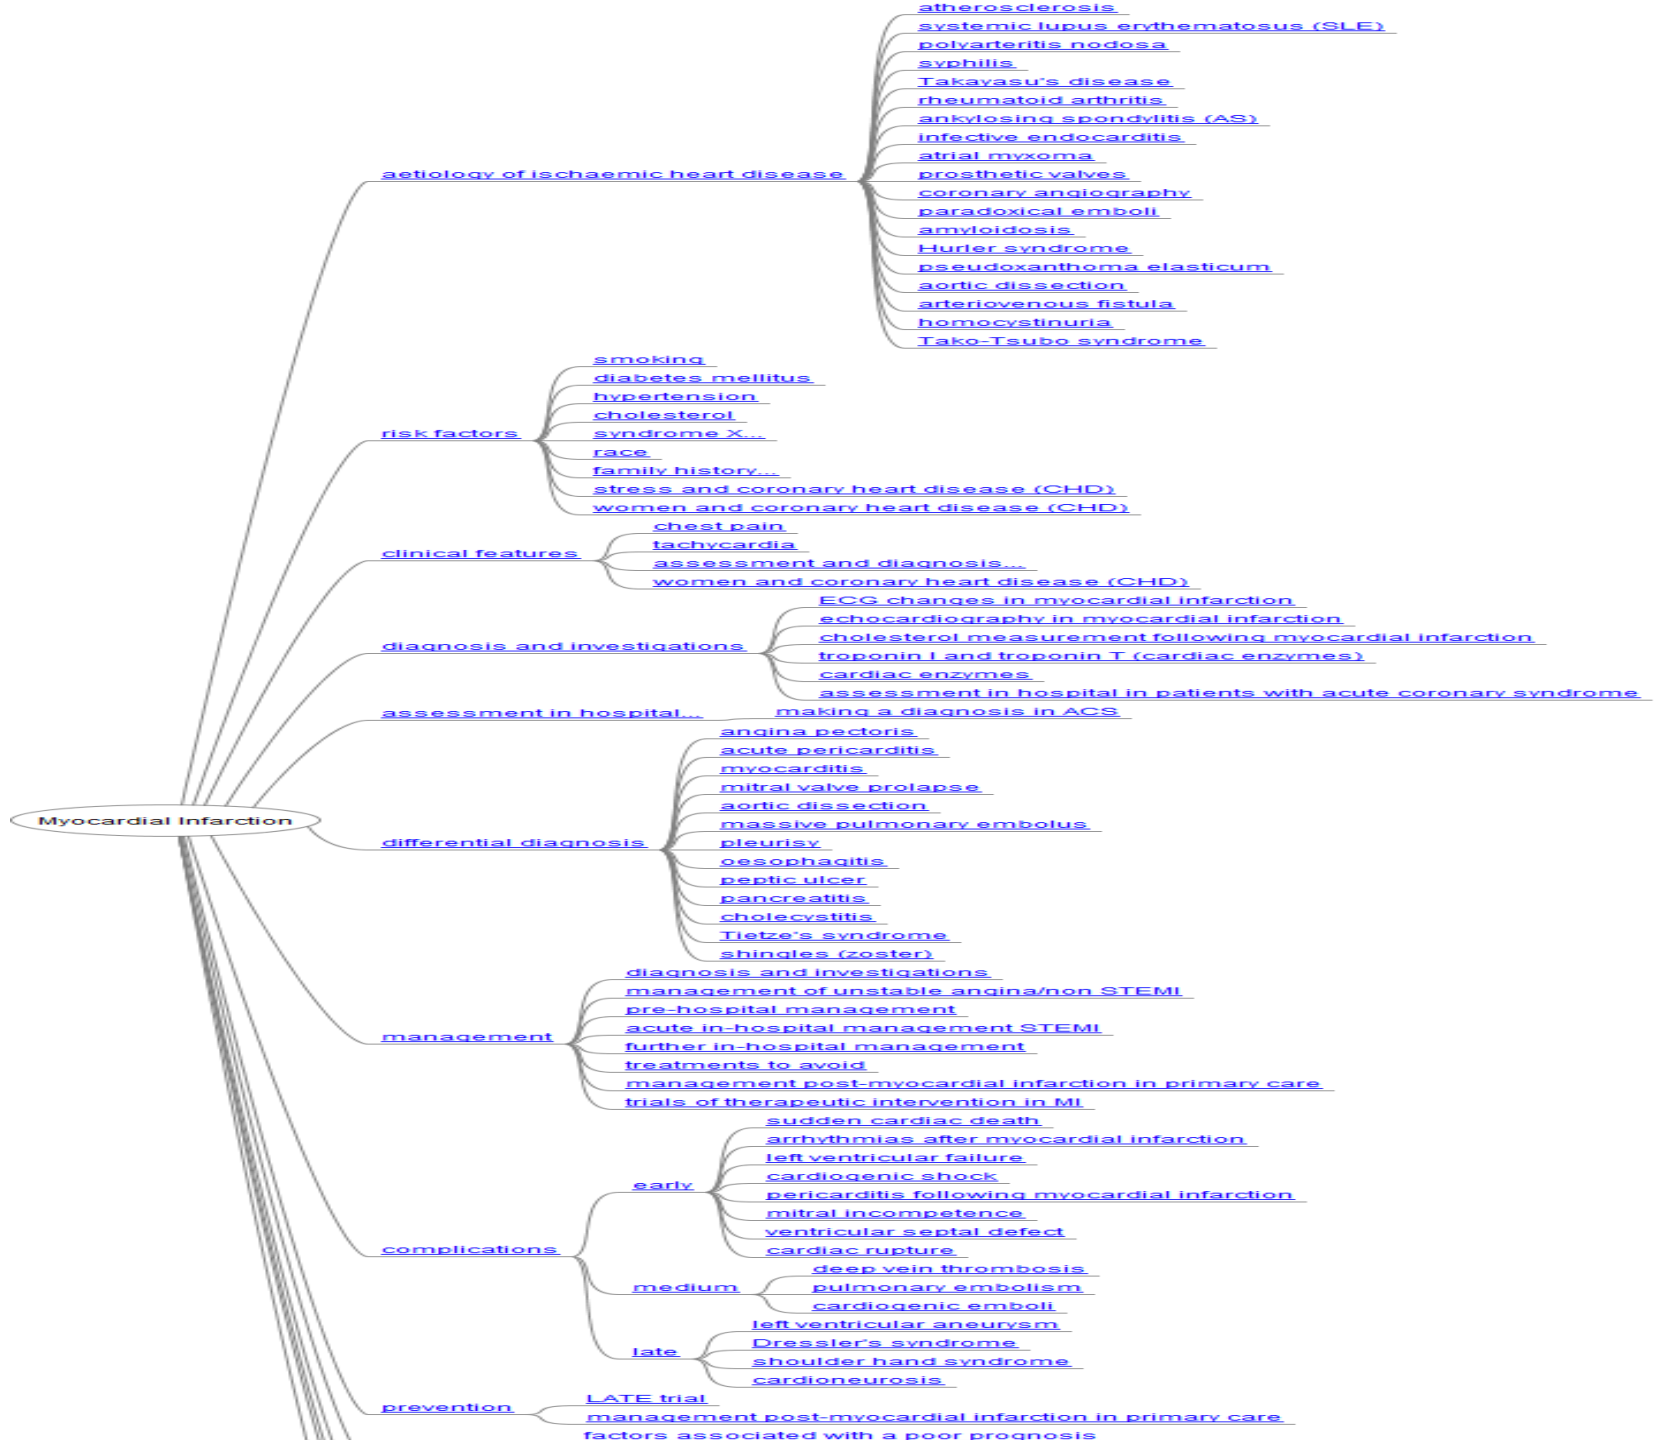 atherosclerosis
systemic lupus erythematosus (SLE)
polyarteritis nodosa
syphilis
Takayasu's disease
rheumatoid arthritis
ankylosing spondylitis (AS)
infective endocarditis
atrial myxoma
aetiology of ischaemic heart disease
prosthetic valves
coronary angiography
paradoxical emboli
amyloidosis
Hurler syndrome
pseudoxanthoma elasticum
aortic dissection
arteriovenous fistula
homocystinuria
Tako-Tsubo syndrome
smoking
diabetes mellitus
hypertension
cholesterol
risk factors
syndrome X...
race
family history...
stress and coronary heart disease (CHD)
women and coronary heart disease (CHD)
chest pain
tachycardia
clinical features
assessment and diagnosis...
women and coronary heart disease (CHD)
ECG changes in myocardial infarction
echocardiography in myocardial infarction
cholesterol measurement following myocardial infarction
diagnosis and investigations
troponin I and troponin T (cardiac enzymes)
cardiac enzymes
assessment in hospital in patients with acute coronary syndrome
assessment in hospital...
making a diagnosis in ACS
angina pectoris
acute pericarditis
myocarditis
mitral valve prolapse
aortic dissection
massive pulmonary embolus
Myocardial Infarction
differential diagnosis
pleurisy
oesophagitis
peptic ulcer
pancreatitis
cholecystitis
Tietze's syndrome
shingles (zoster)
diagnosis and investigations
management of unstable angina/non STEMI
pre-hospital management
acute in-hospital management STEMI
management
further in-hospital management
treatments to avoid
management post-myocardial infarction in primary care
trials of therapeutic intervention in MI
sudden cardiac death
arrhythmias after myocardial infarction
left ventricular failure
cardiogenic shock
early
pericarditis following myocardial infarction
mitral incompetence
ventricular septal defect
cardiac rupture
complications
deep vein thrombosis
medium
pulmonary embolism
cardiogenic emboli
left ventricular aneurysm
Dressler's syndrome
late
shoulder hand syndrome
cardioneurosis
prevention
LATE trial
management post-myocardial infarction in primary care
factors associated with a poor prognosis